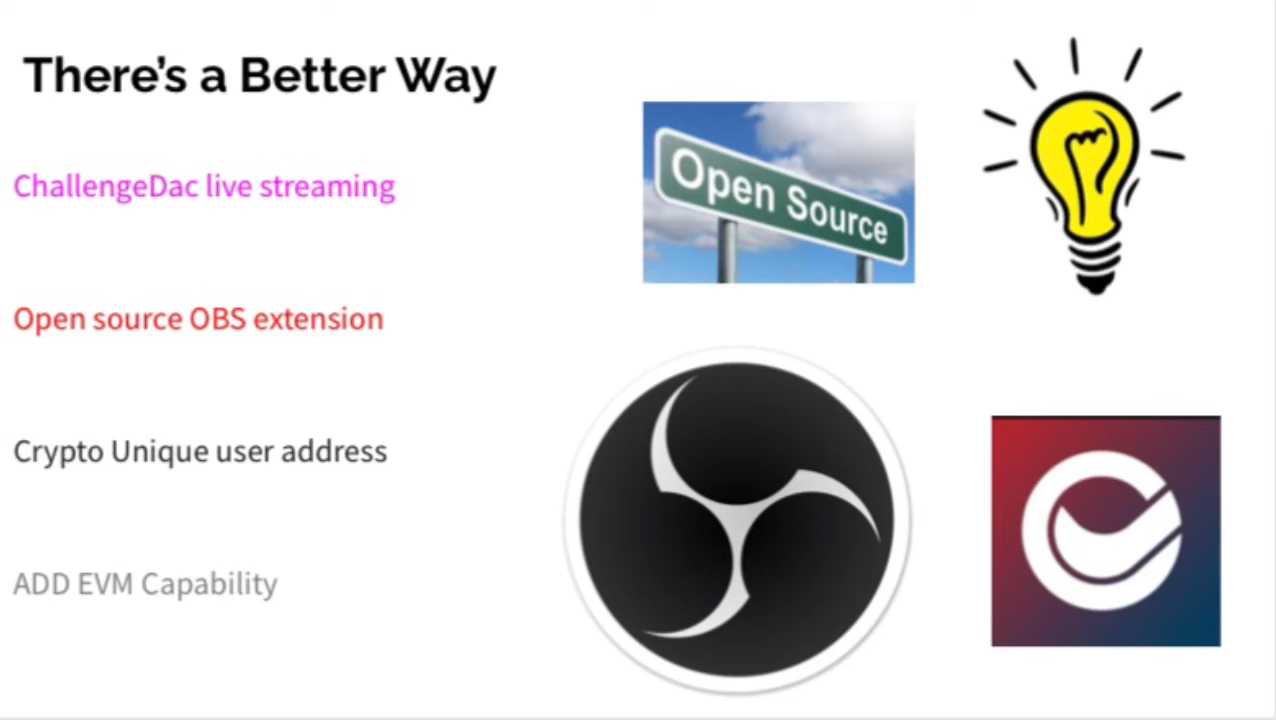 There's a Better Way
ChallengeDac live streaming
Open source OBS extension
Crypto Unique user address
ADD EVM Capability
Open Source